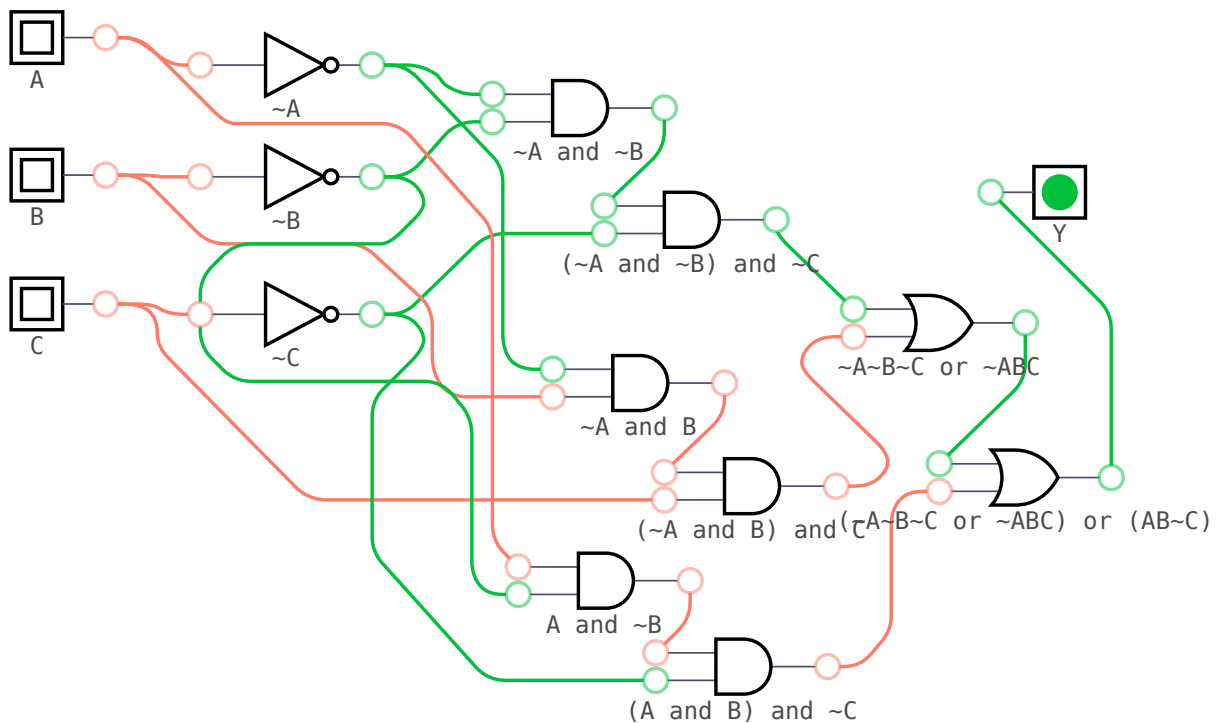 A
~A
~A and ~B
B
~B
Y
(~A and ~B) and ~C
C
~C
~A~B~C or ~ABC
~A and B
(~A and B) and C
(~A~B~C or ~ABC) or (AB~C)
A and ~B
(A and B) and ~C